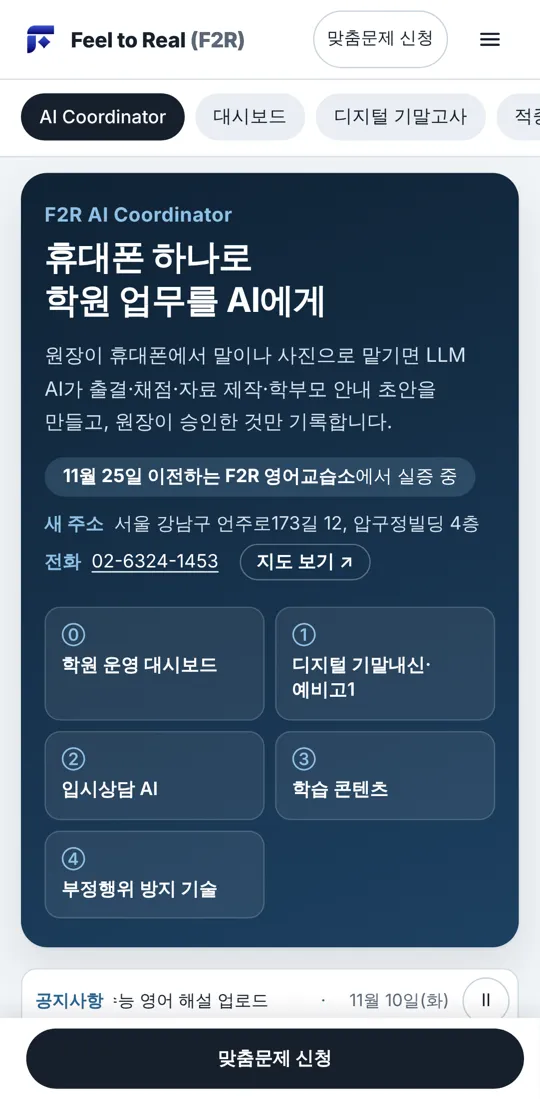 Feel to Real (F2R)
맞춤문제 신청
AI Coordinator
대시보드
디지털 기말고사
F2R AI Coordinator
휴대폰 하나로
학원 업무를 AI에게
원장이 휴대폰에서 말이나 사진으로 맡기면 LLM
AI가 출결·채점·자료 제작·학부모 안내 초안을
만들고, 원장이 승인한 것만 기록합니다.
11월 25일 이전하는 F2R 영어교습소에서 실증 중
새 주소 서울 강남구 언주로173길 12, 압구정빌딩 4층
전화 02-6324-1453 지도 보기 ↗
⓪
학원 운영 대시보드
①
디지털 기말내신·
예비고1
②
입시상담 AI
③
학습 콘텐츠
④
부정행위 방지 기술
공지사항 영어 해설 업로드 · 11월 10일(화)
맞춤문제 신청